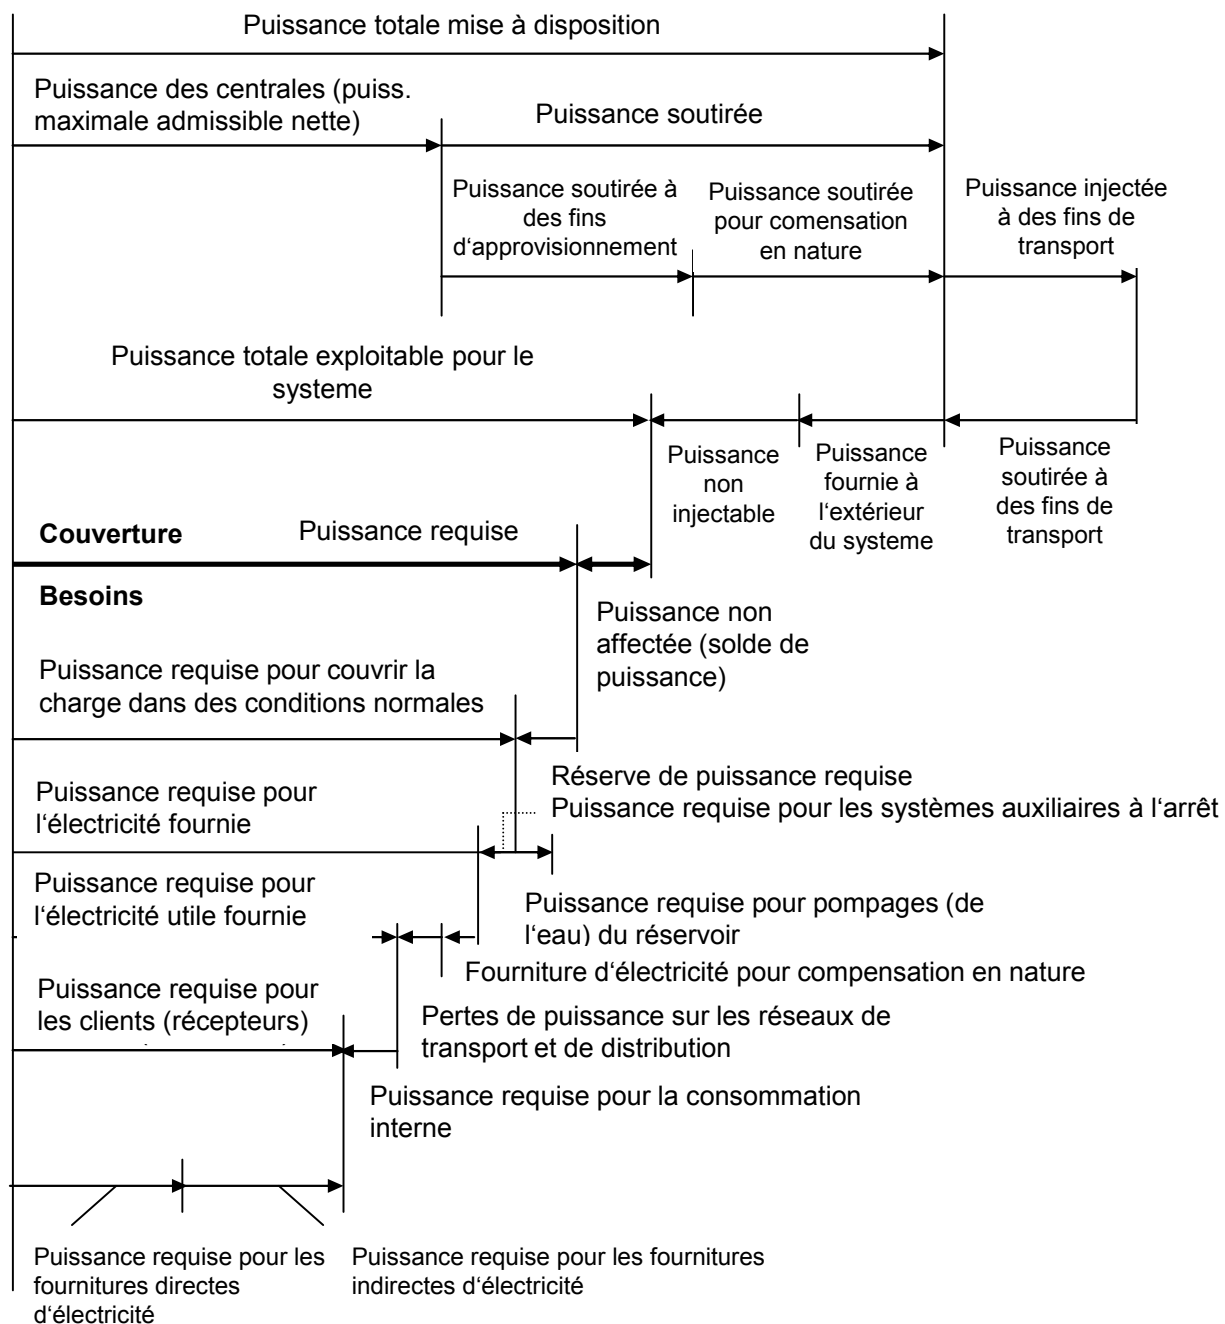 Puissance totale mise à disposition
Puissance des centrales (puiss.
maximale admissible nette)
Puissance soutirée
Puissance soutirée à
des fins
d‘approvisionnement
Puissance soutirée
pour comensation
en nature
Puissance injectée
à des fins de
transport
Puissance totale exploitable pour le
systeme
Puissance
non
injectable
Puissance
fournie à
l‘extérieur
du systeme
Puissance
soutirée à
des fins de
transport
Couverture
Puissance requise
Besoins
Puissance non
affectée (solde de
puissance)
Puissance requise pour couvrir la
charge dans des conditions normales
Réserve de puissance requise
Puissance requise pour les systèmes auxiliaires à l‘arrêt
Puissance requise pour
l‘électricité fournie
Puissance requise pour
l‘électricité utile fournie
Puissance requise pour pompages (de
l‘eau) du réservoir
Fourniture d‘électricité pour compensation en nature
Puissance requise pour
les clients (récepteurs)
Pertes de puissance sur les réseaux de
transport et de distribution
Puissance requise pour la consommation
interne
Puissance requise pour les
fournitures directes
d‘électricité
Puissance requise pour les fournitures
indirectes d‘électricité